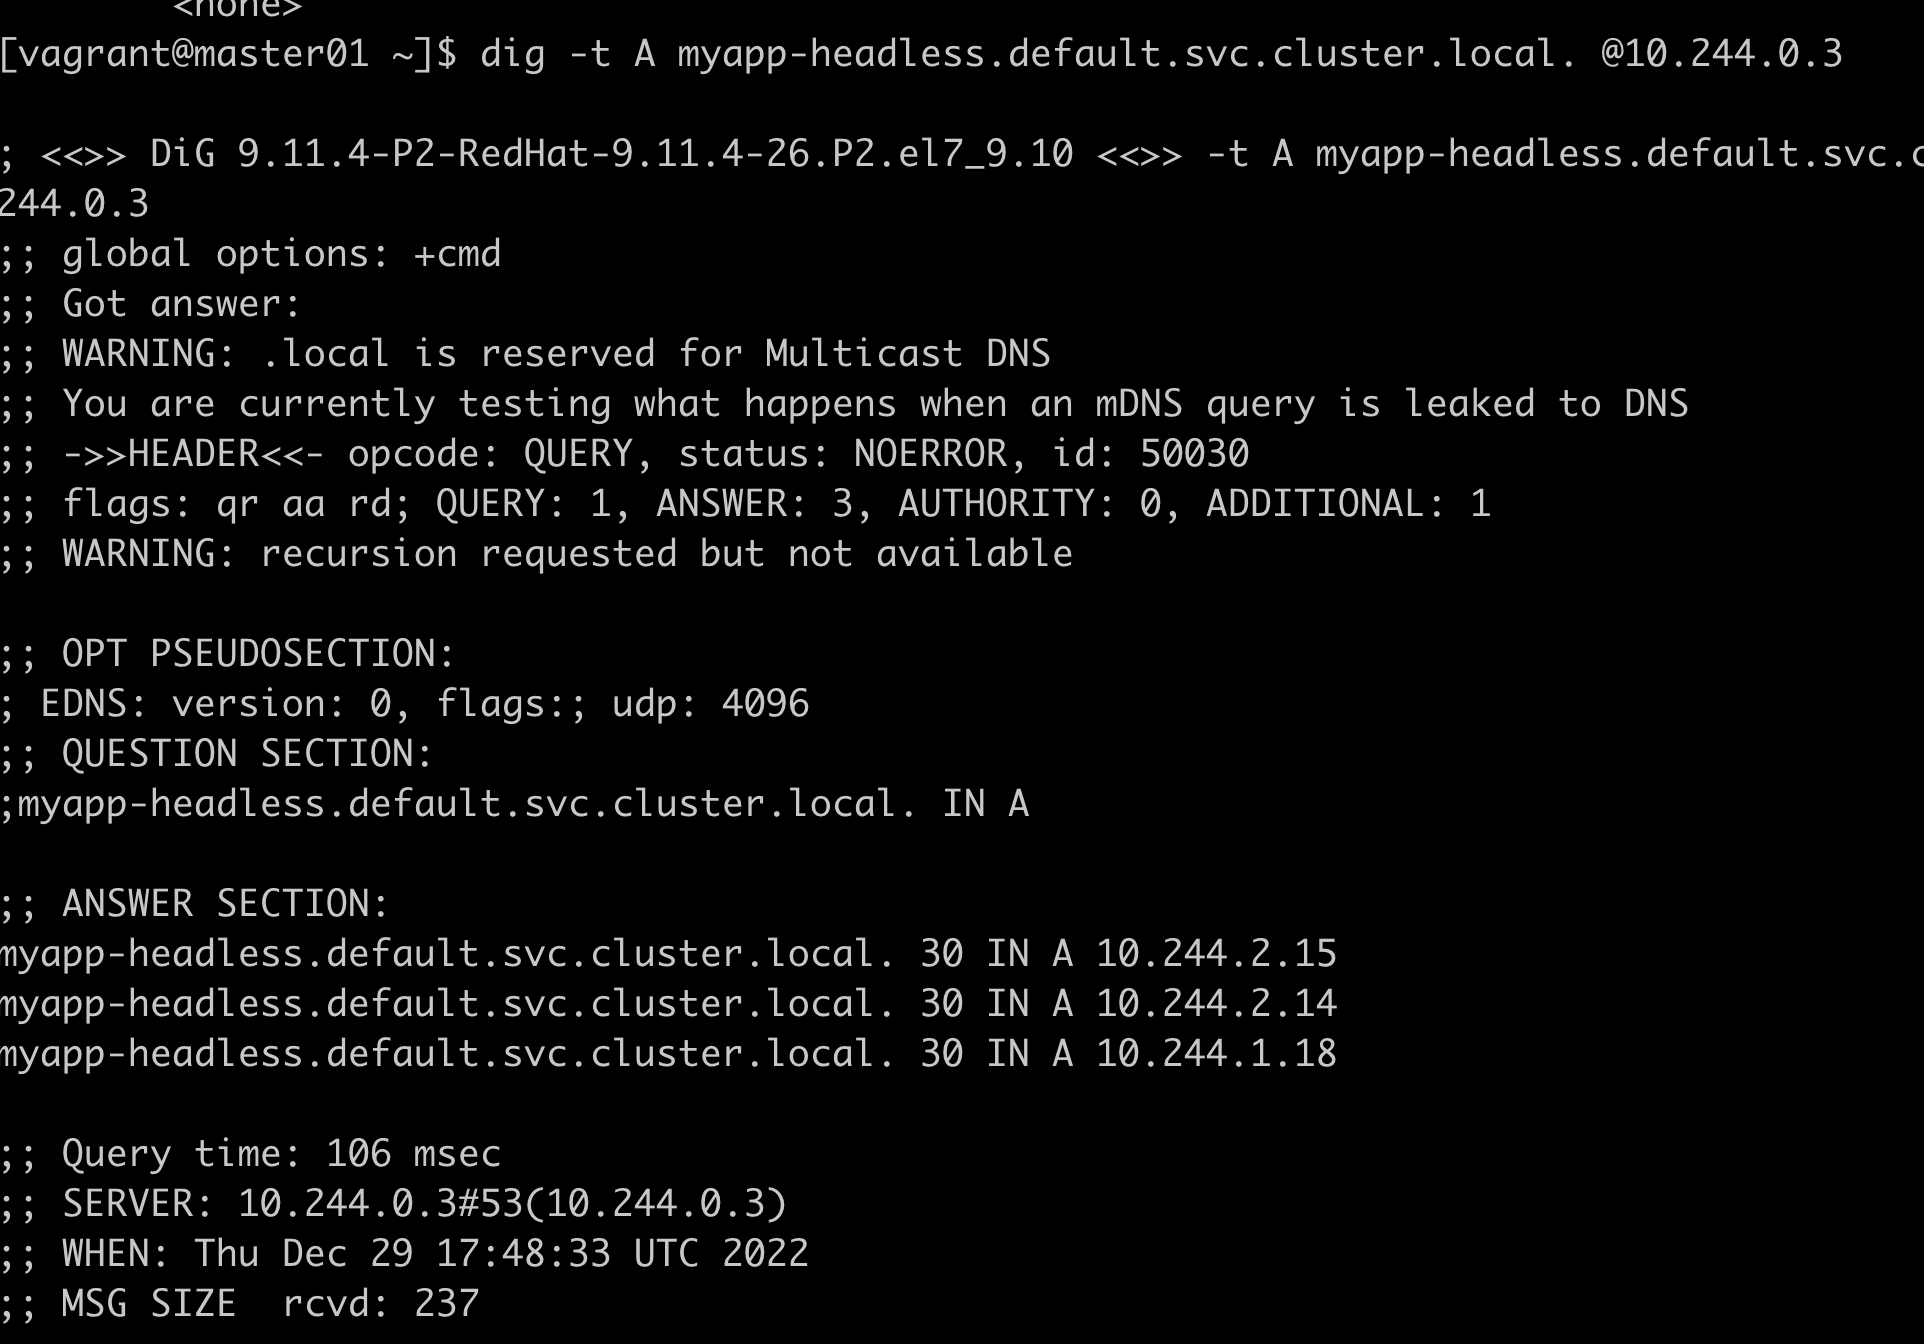 <none>
[vagrant@master01 ~]$ dig -t A myapp-headless.default.svc.cluster.local. @10.244.0.3
; <<>> DiG 9.11.4-P2-RedHat-9.11.4-26.P2.el7_9.10 <<>> -t A myapp-headless.default.svc.c
244.0.3
;; global options: +cmd
;; Got answer:
;; WARNING: .local is reserved for Multicast DNS
;; You are currently testing what happens when an mDNS query is leaked to DNS
;; ->>HEADER<<- opcode: QUERY, status: NOERROR, id: 50030
;; flags: qr aa rd; QUERY: 1, ANSWER: 3, AUTHORITY: 0, ADDITIONAL: 1
;; WARNING: recursion requested but not available
;; OPT PSEUDOSECTION:
; EDNS: version: 0, flags:; udp: 4096
;; QUESTION SECTION:
;myapp-headless.default.svc.cluster.local. IN A
;; ANSWER SECTION:
myapp-headless.default.svc.cluster.local. 30 IN A 10.244.2.15
myapp-headless.default.svc.cluster.local. 30 IN A 10.244.2.14
myapp-headless.default.svc.cluster.local. 30 IN A 10.244.1.18
;; Query time: 106 msec
;; SERVER: 10.244.0.3#53(10.244.0.3)
;; WHEN: Thu Dec 29 17:48:33 UTC 2022
;; MSG SIZE  rcvd: 237